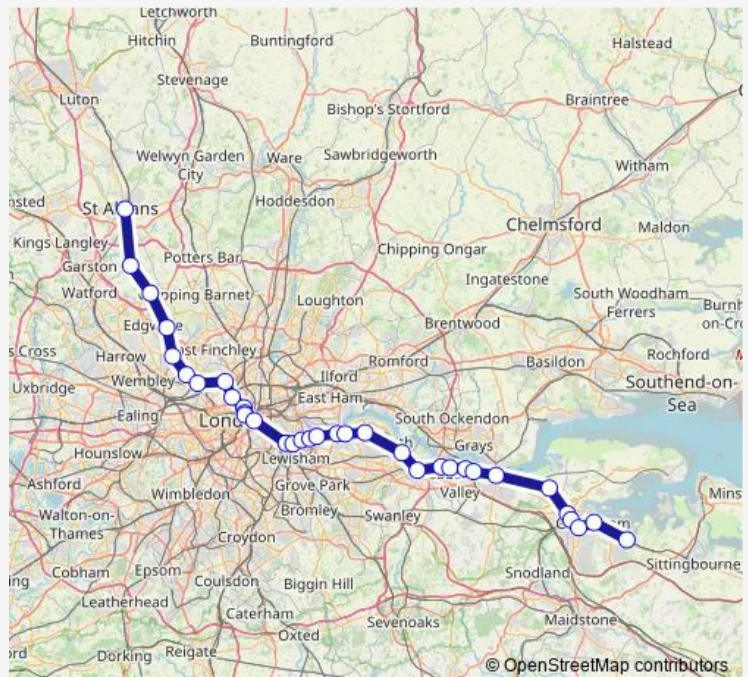 Letchworth
Hitchin
Buntingford
Halstead
Stevenage
Luton
Bishop's Stortford
Braintree
Welwyn Garden
City
Ware
Sawbridgeworth
Witham
Hoddesdon
St Albans
Chelmsford
Maldon
Kings Langley
Chipping Ongar
Garston
Potters Bar
Ingatestone
Watford
Loughton
South Woodham
Ferrers
Brentwood
Harrow
Romford
Basildon
Rochford
Wembley
Ilford
Southend-on-
Sea
Uxbridge
East Ham
Ealing
South Ockendon
Hounslow
Grays
Lewisham
Ashford
Grove Park
Valley
Wimbledon
Bromley
Swanley
Walton-on-
Thames
Croydon
Sittingbourne
Cobham
Epsom
Coulsdon
Biggin Hill
Snodland
Leatherhead
Caterham
Sevenoaks
Maidstone
Oxted
Dorking
Reigate
© OpenStreetMap contributors